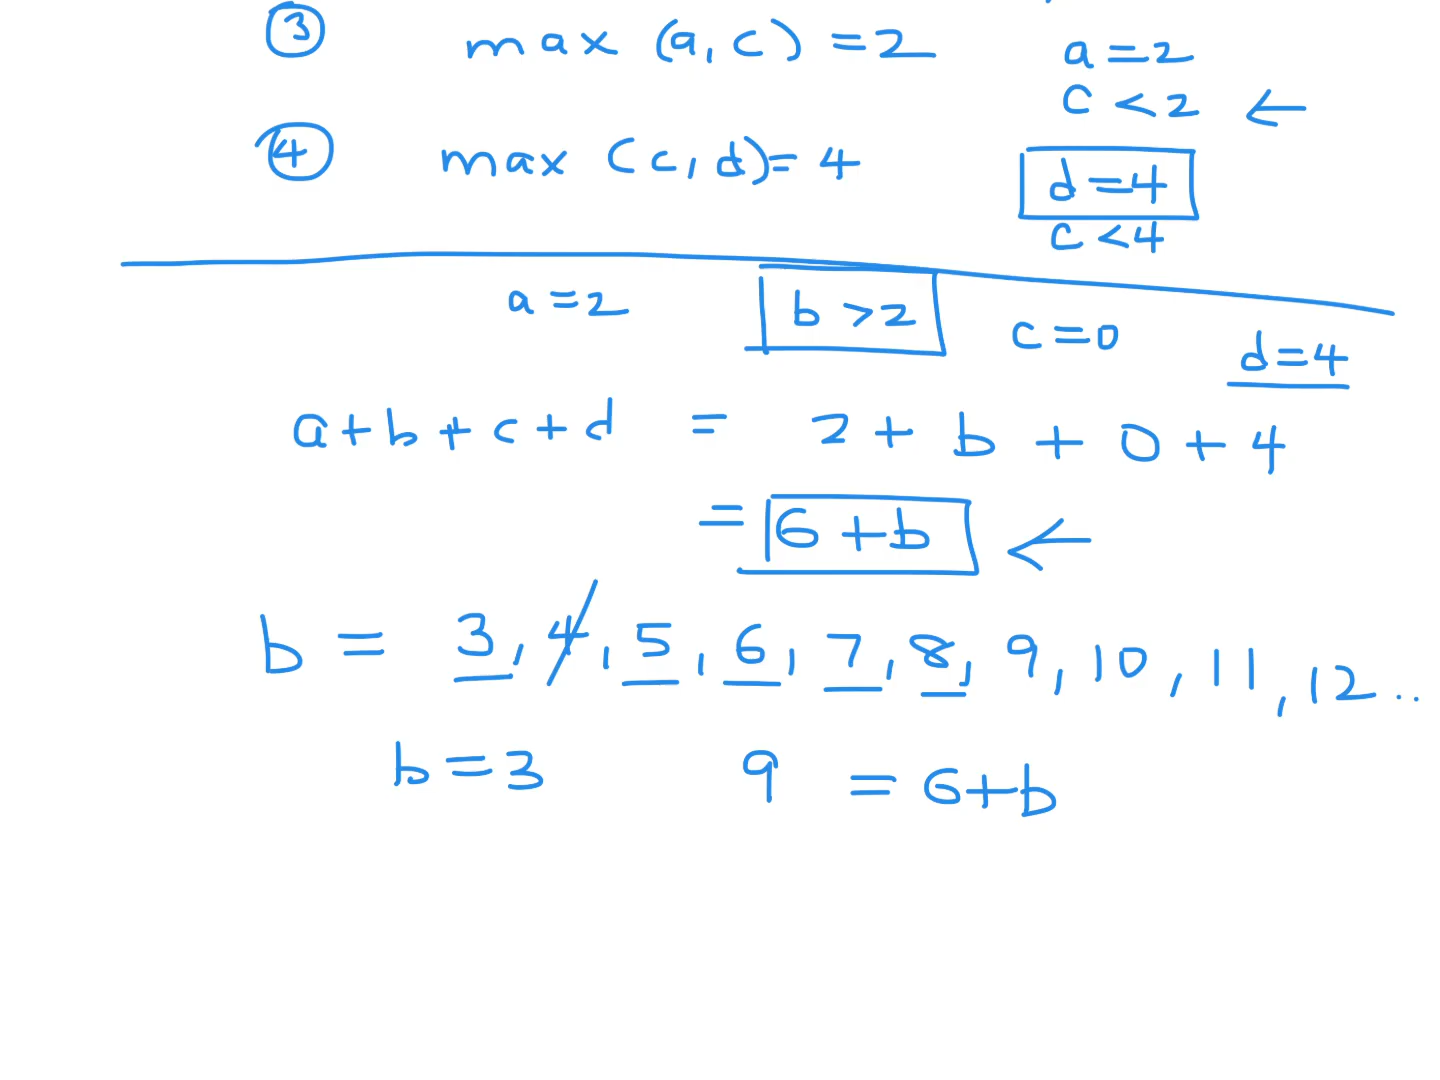 ③ max (a, c) = 2
a = 2
c < 2 ←
④ max (c, d) = 4
d = 4
c < 4
a = 2 b > 2 c = 0 d = 4
a + b + c + d = 2 + b + 0 + 4
= 6 + b ←
b = 3, 4, 5, 6, 7, 8, 9, 10, 11, 12 ..
b = 3 9 = 6 + b